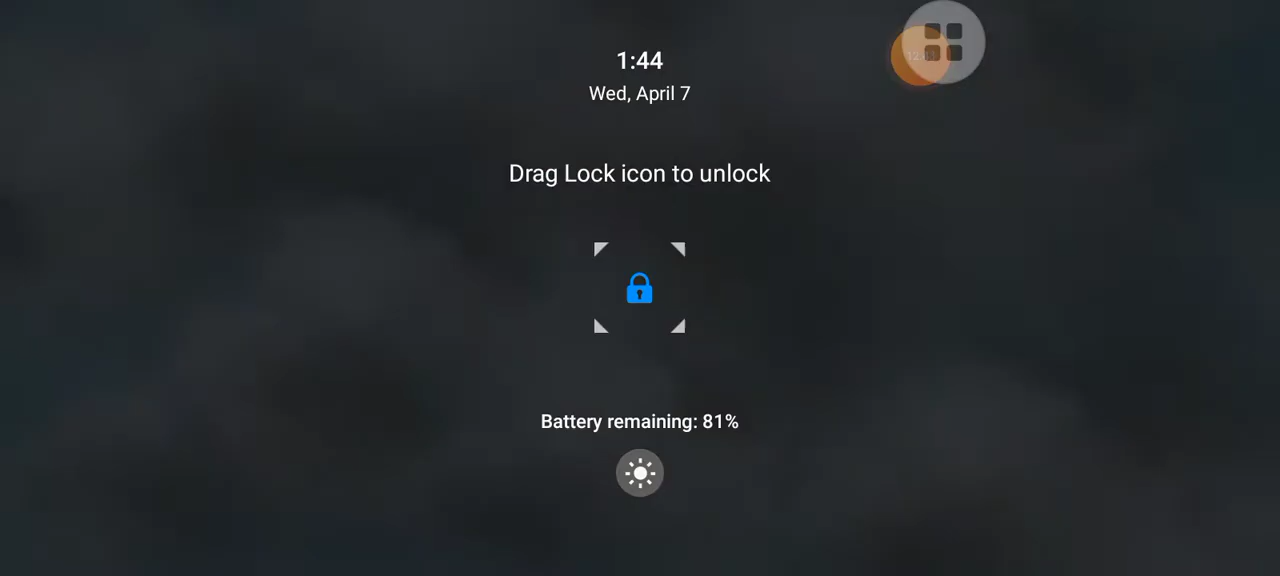 1:44
Wed, April 7
Drag Lock icon to unlock
Battery remaining: 81%